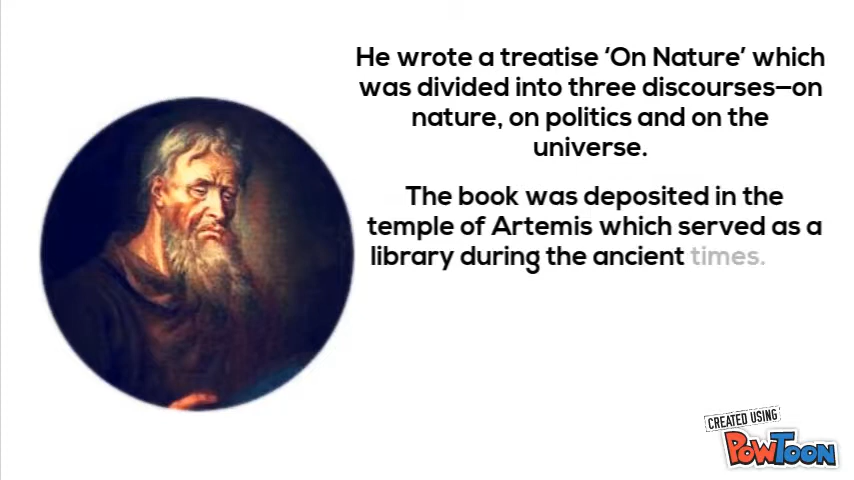 He wrote a treatise ‘On Nature’ which
was divided into three discourses—on
nature, on politics and on the
universe.
The book was deposited in the
temple of Artemis which served as a
library during the ancient times.
CREATED USING
POWTOON